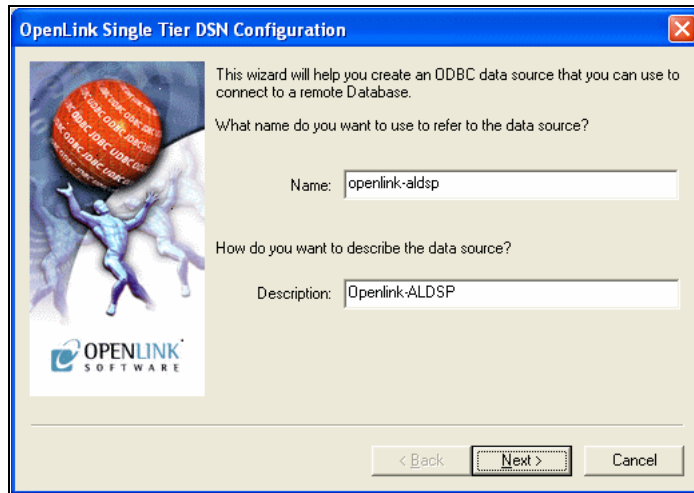 OpenLink Single Tier DSN Configuration
This wizard will help you create an ODBC data source that you can use to
connect to a remote Database.
What name do you want to use to refer to the data source?
Name:
openlink-aldsp
How do you want to describe the data source?
Description:
Openlink-ALDSP
OPENLINK
SOFTWARE
< Back
Next >
Cancel